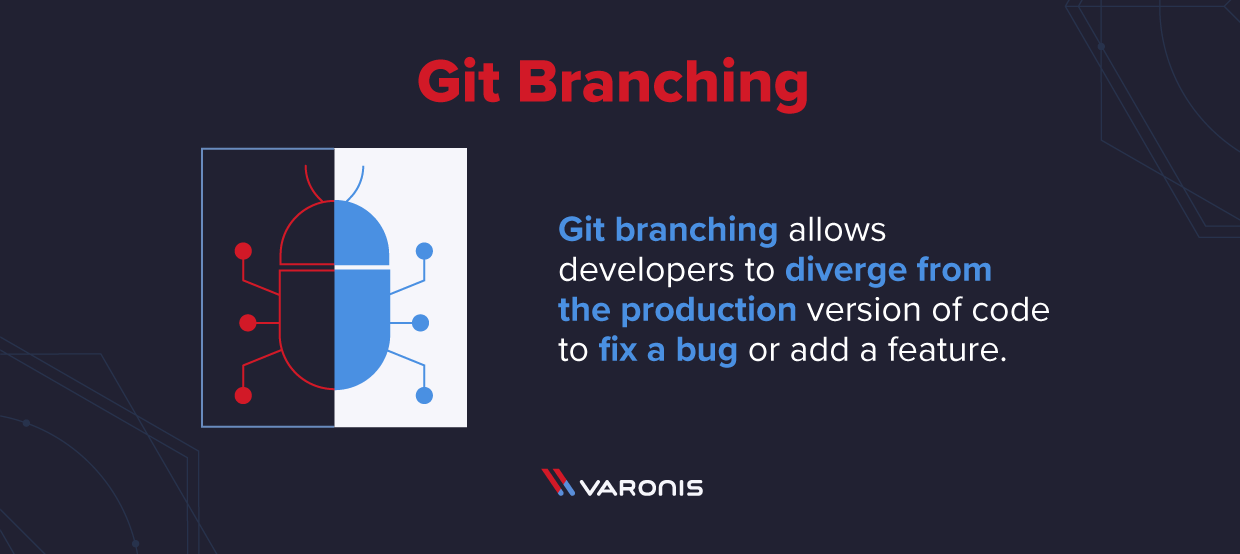 Git Branching
Git branching allows
developers to diverge from
the production version of code
to fix a bug or add a feature.
VARONIS